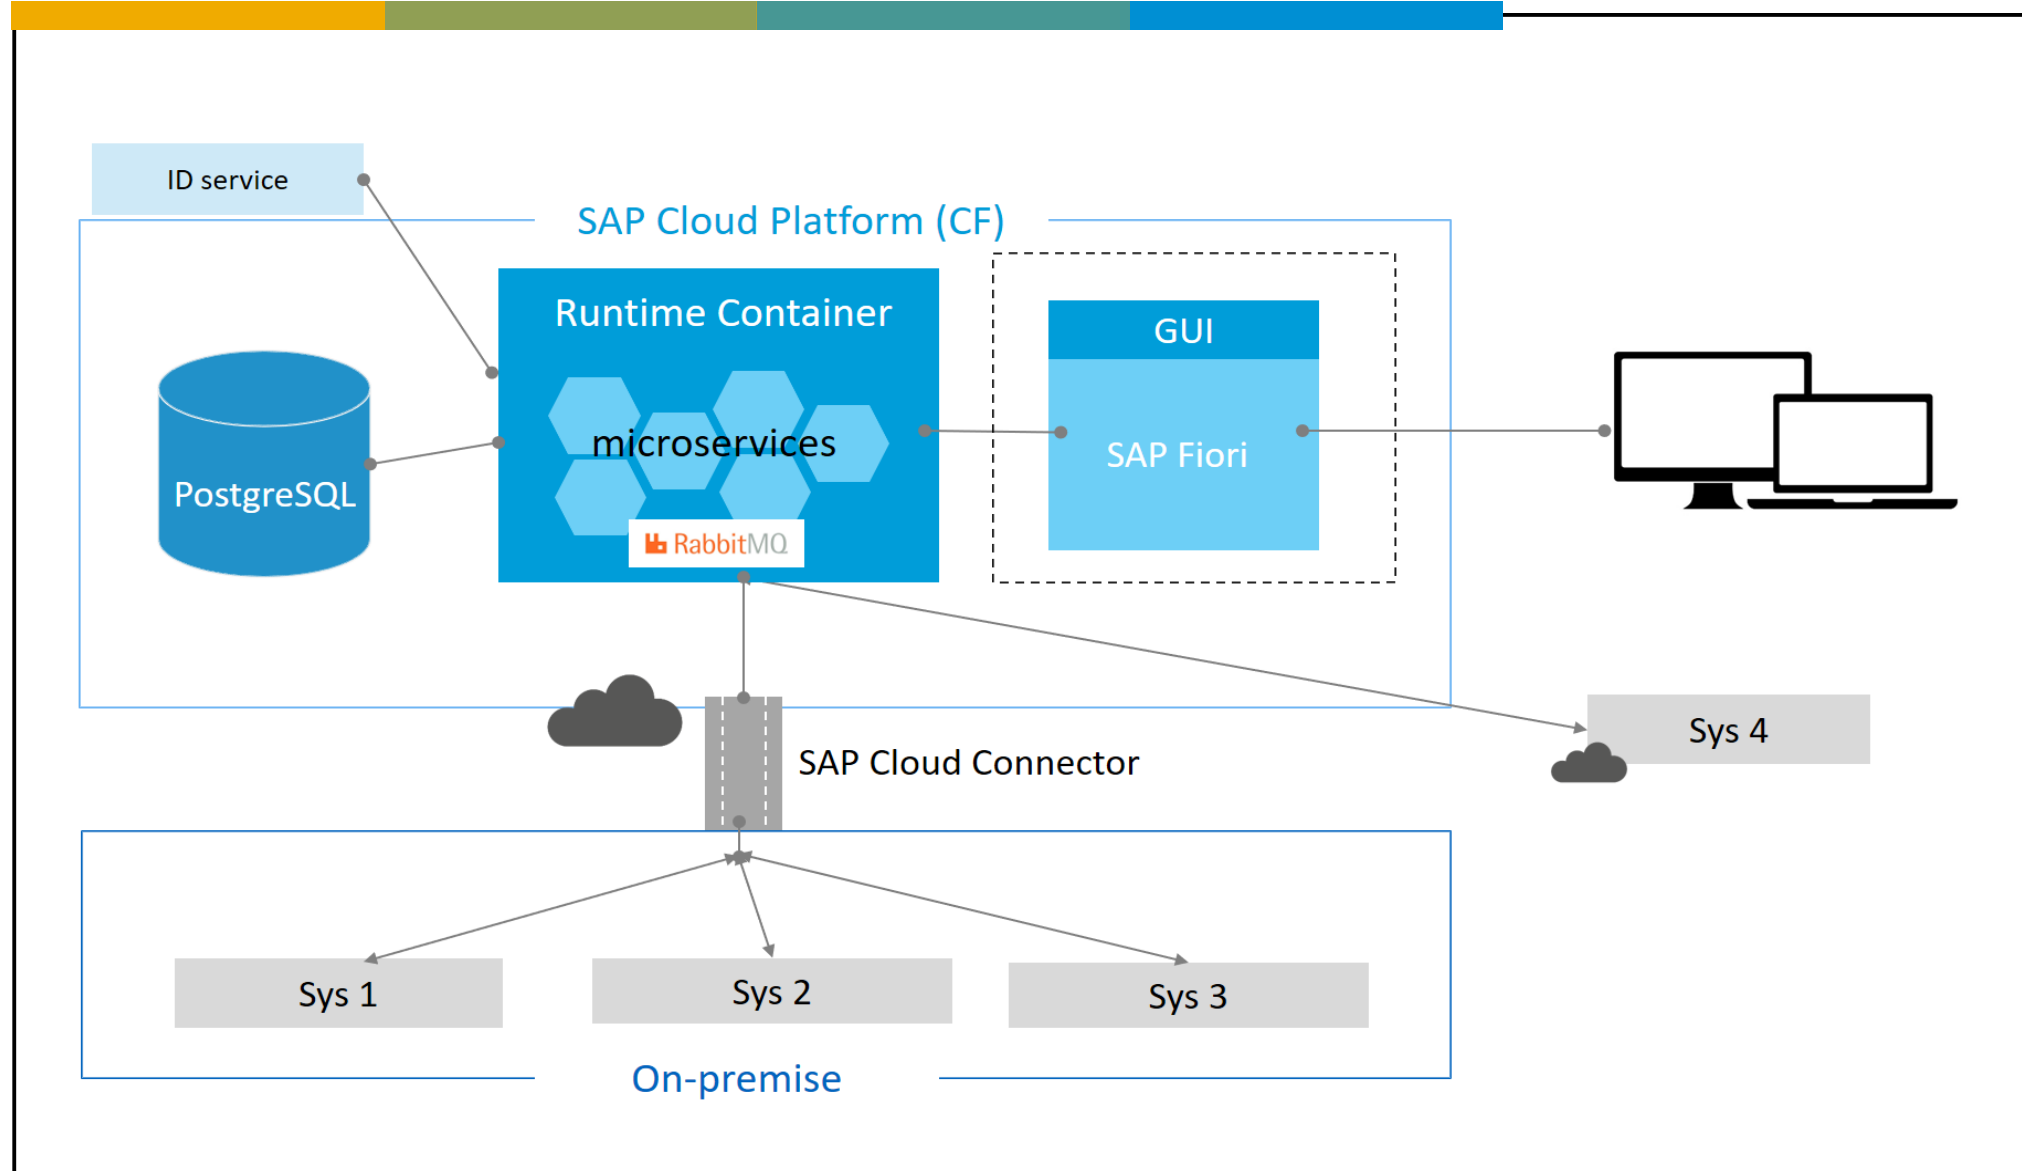 ID service
SAP Cloud Platform (CF)
Runtime Container
GUI
microservices
SAP Fiori
PostgreSQL
RabbitMQ
Sys 4
SAP Cloud Connector
Sys 1
Sys 2
Sys 3
On-premise